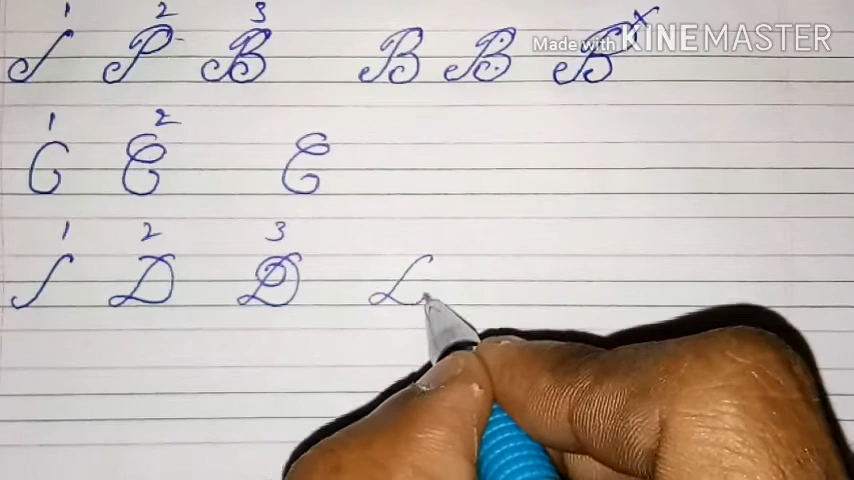 1 2 3
P B B B B x
Made with KINEMASTER
1 2
C C C
1 2 3
D D